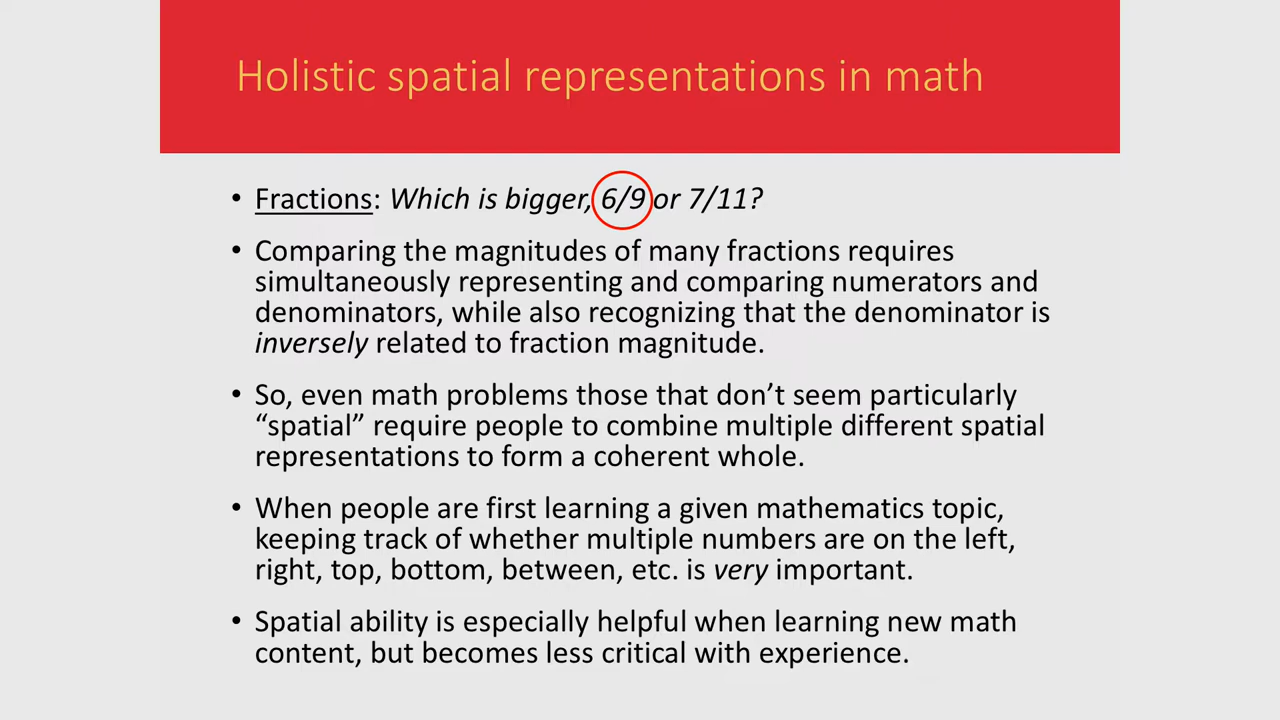 Holistic spatial representations in math
• Fractions: Which is bigger, 6/9 or 7/11?
• Comparing the magnitudes of many fractions requires
simultaneously representing and comparing numerators and
denominators, while also recognizing that the denominator is
inversely related to fraction magnitude.
• So, even math problems those that don’t seem particularly
“spatial” require people to combine multiple different spatial
representations to form a coherent whole.
• When people are first learning a given mathematics topic,
keeping track of whether multiple numbers are on the left,
right, top, bottom, between, etc. is very important.
• Spatial ability is especially helpful when learning new math
content, but becomes less critical with experience.